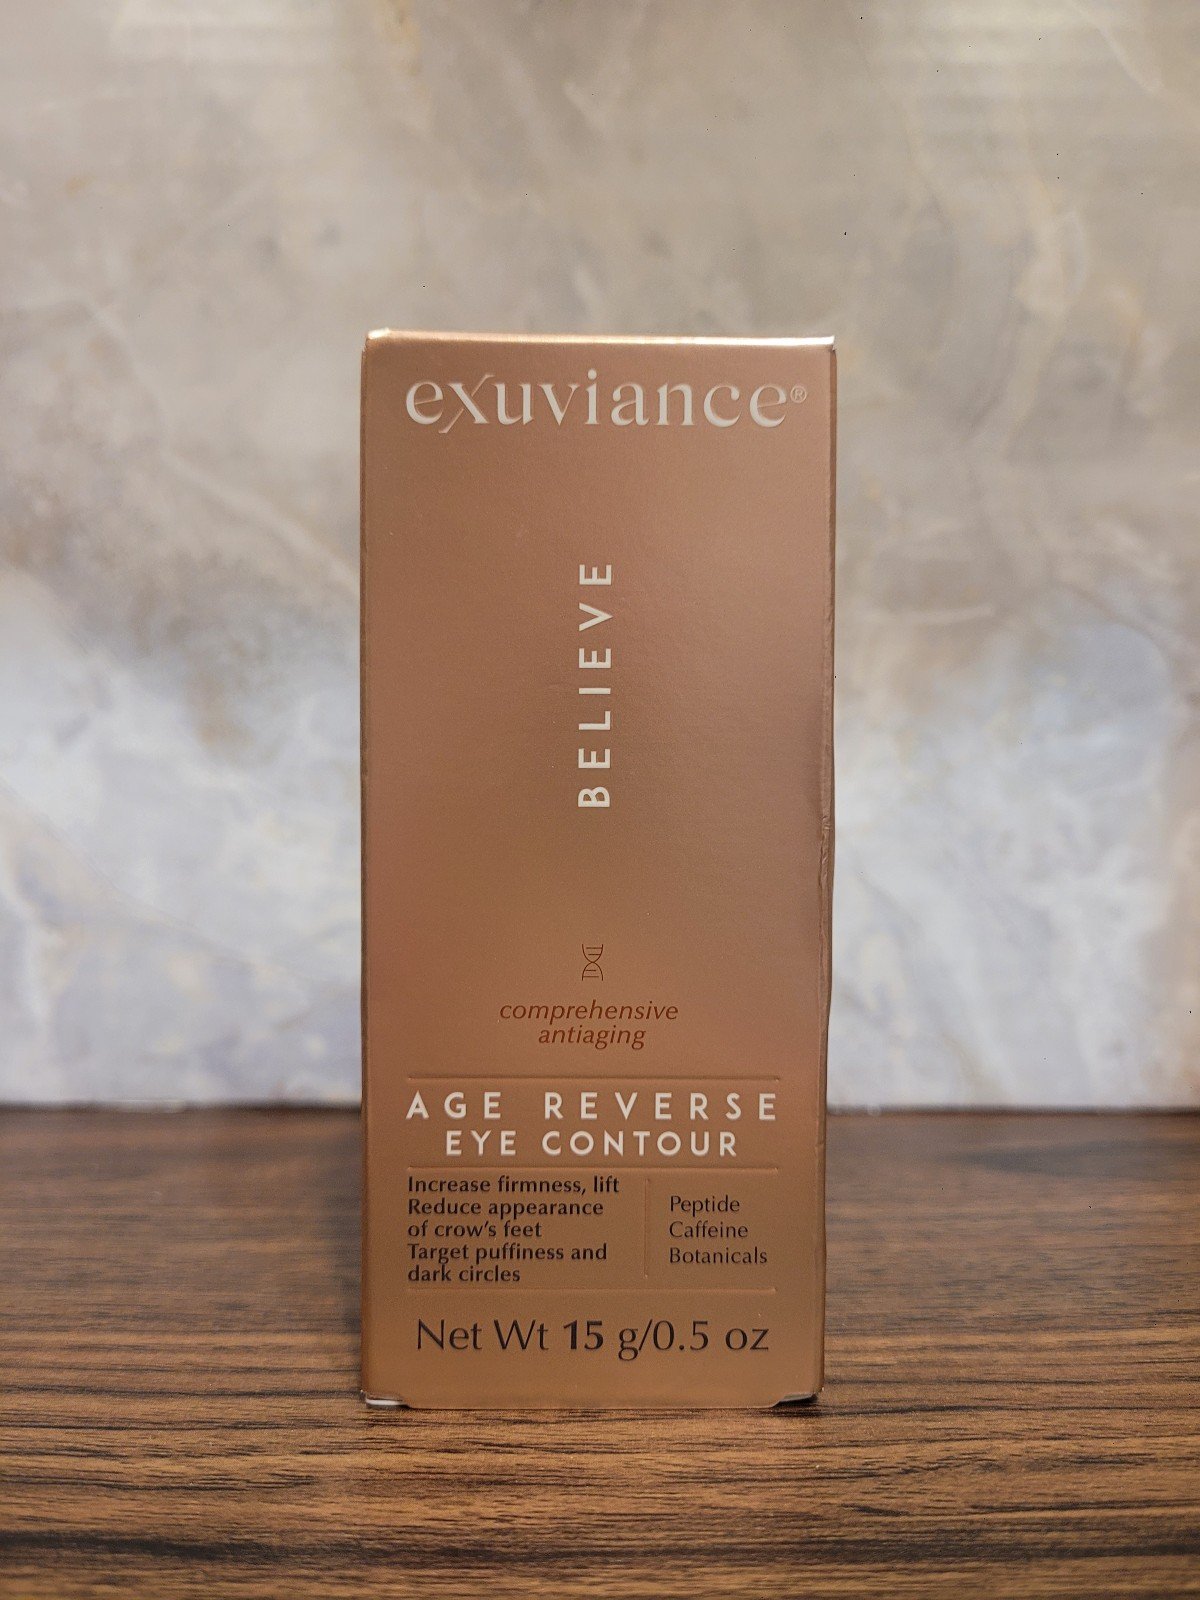 exuviance®
BELIEVE
comprehensive
antiaging
AGE REVERSE
EYE CONTOUR
Increase firmness, lift
Reduce appearance
of crow's feet
Target puffiness and
dark circles
Peptide
Caffeine
Botanicals
Net Wt 15 g/0.5 oz